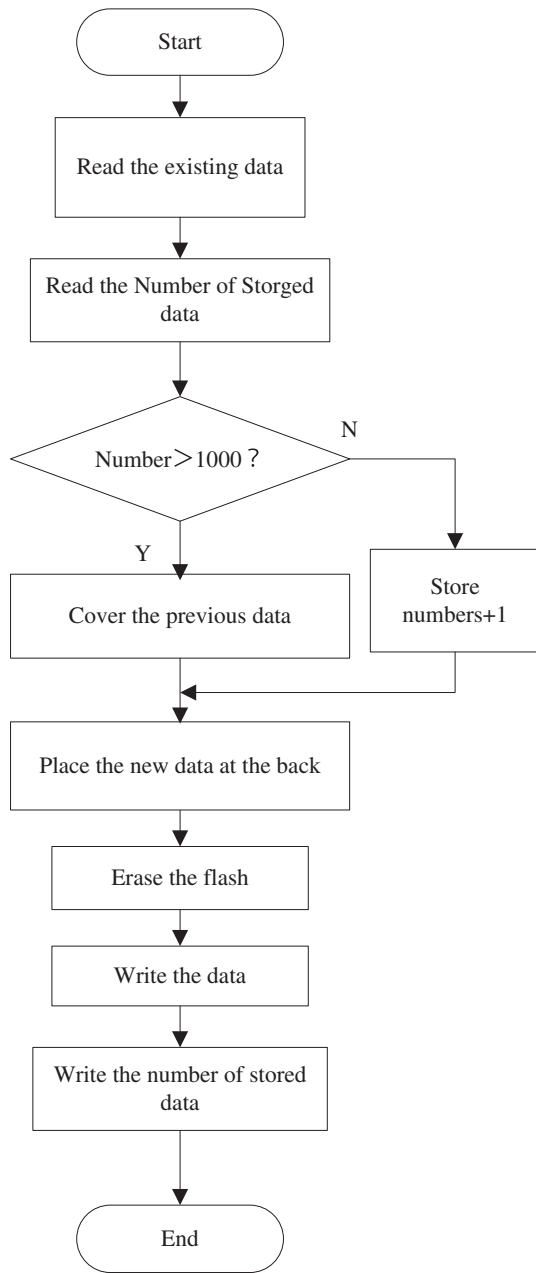 Start
Read the existing data
Read the Number of Storged
data
Number＞1000？
N
Y
Store
numbers+1
Cover the previous data
Place the new data at the back
Erase the flash
Write the data
Write the number of stored
data
End